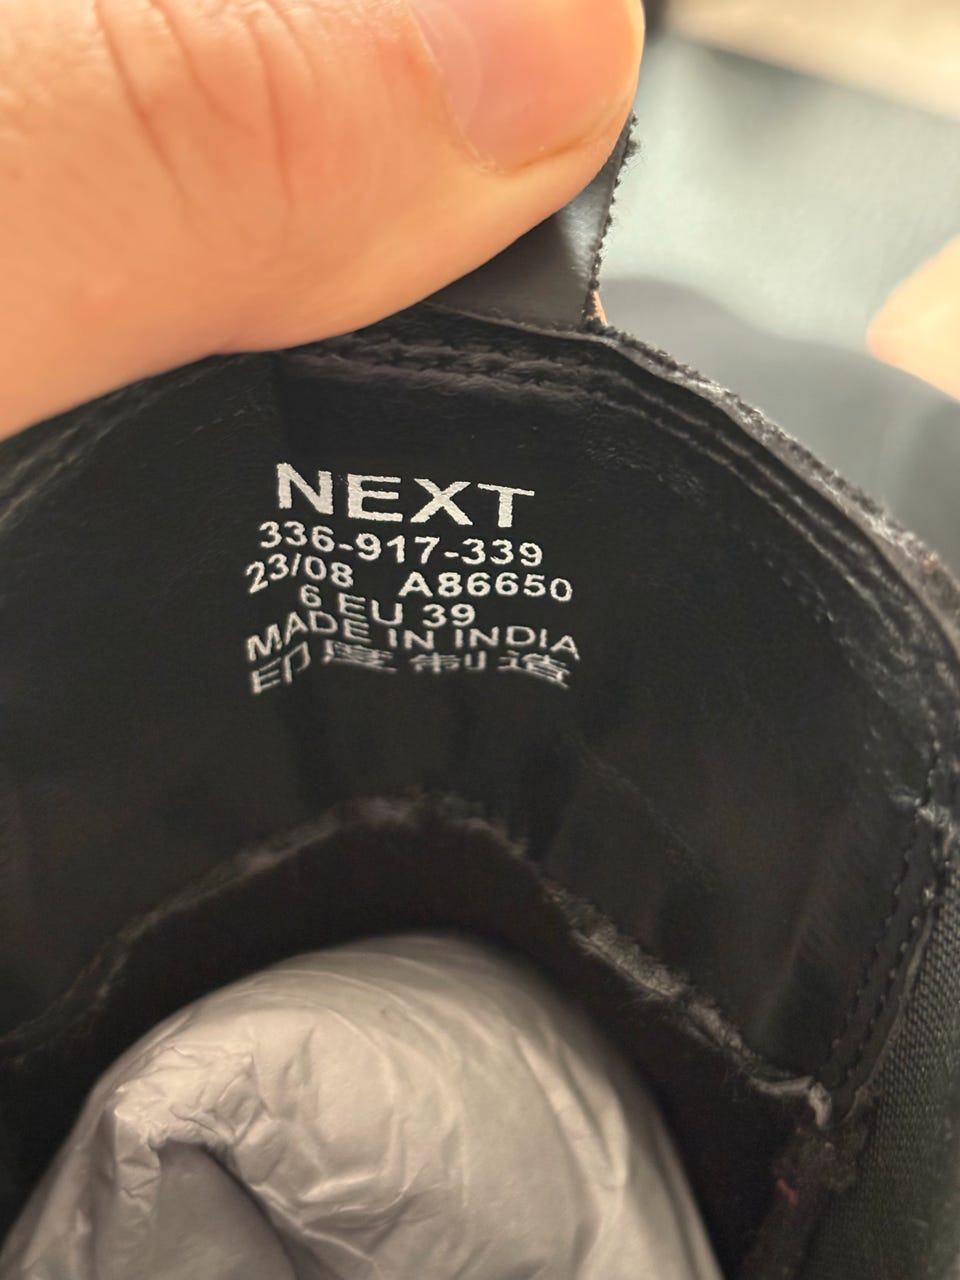 NEXT
336-917-339
23/08 A86650
6 EU 39
MADE IN INDIA
印度制造